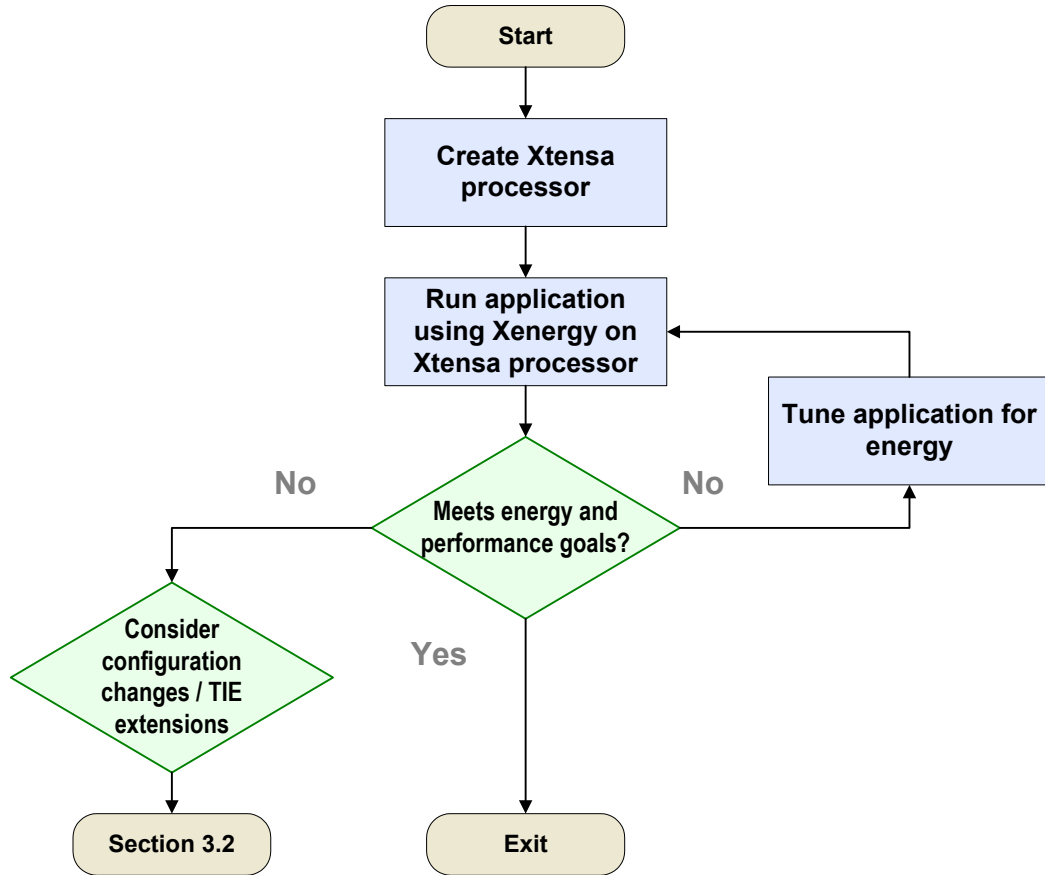 Start
Create Xtensa
processor
Run application
using Xenergy on
Xtensa processor
Tune application for
energy
No
No
Meets energy and
performance goals?
Consider
configuration
changes / TIE
extensions
Yes
Section 3.2
Exit